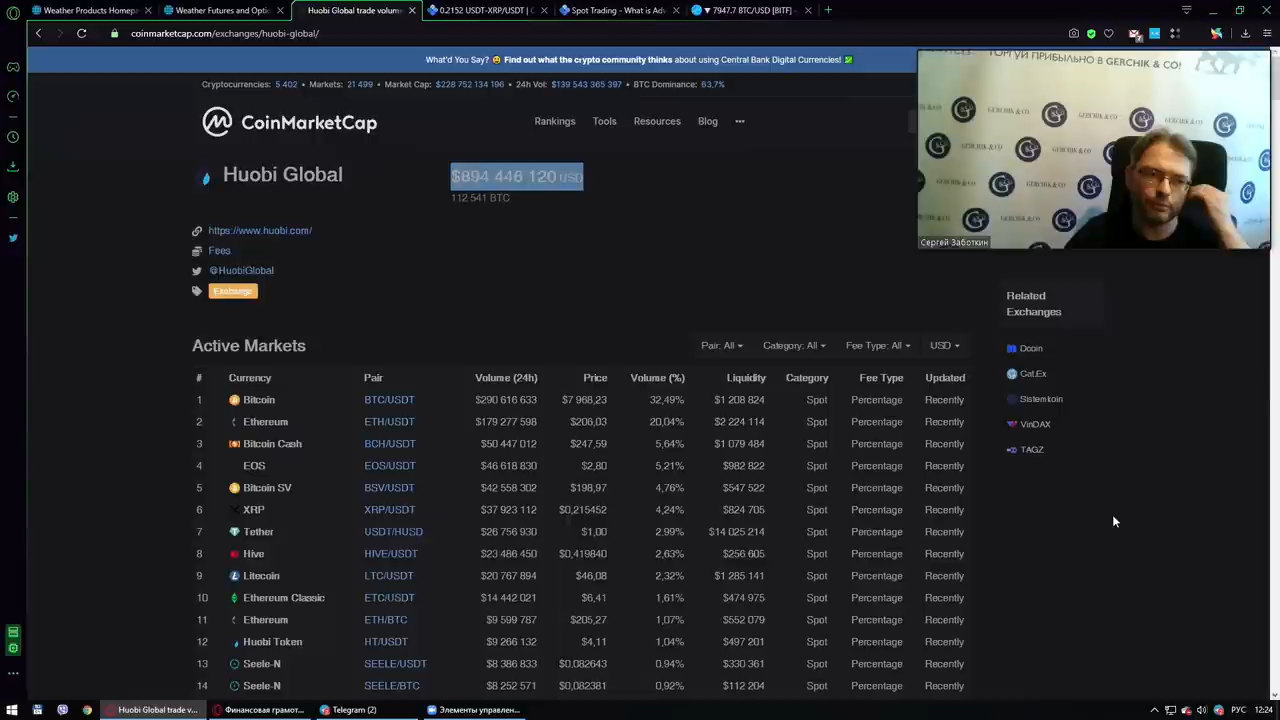 Weather Products Homepa
Weather Futures and Opti
Huobi Global trade volum
0.2152 USDT-XRP/USDT | C
Spot Trading - What is Adv
▼ 7947.7 BTC/USD [BITF]
coinmarketcap.com/exchanges/huobi-global/
What'd You Say? Find out what the crypto community thinks about using Central Bank Digital Currencies!
Cryptocurrencies: 5 402 • Markets: 21 499 • Market Cap: $228 752 134 196 • 24h Vol: $139 543 365 397 • BTC Dominance: 63,7%
CoinMarketCap
Rankings Tools Resources Blog •••
ТОРГУЙ ПРИБЫЛЬНО В GERCHIK & CO!
GERCHIK & CO
Сергей Заботкин
Huobi Global
$894 446 120 USD
112 541 BTC
https://www.huobi.com/
Fees
@HuobiGlobal
Exchange
Related
Exchanges
Dcoin
Cat.Ex
Sistemkoin
VinDAX
TAGZ
Active Markets
Pair: All Category: All Fee Type: All USD
# Currency Pair Volume (24h) Price Volume (%) Liquidity Category Fee Type Updated
1 Bitcoin BTC/USDT $290 616 633 $7 968,23 32,49% $1 208 824 Spot Percentage Recently
2 Ethereum ETH/USDT $179 277 598 $206,03 20,04% $2 224 114 Spot Percentage Recently
3 Bitcoin Cash BCH/USDT $50 447 012 $247,59 5,64% $1 079 484 Spot Percentage Recently
4 EOS EOS/USDT $46 618 830 $2,80 5,21% $982 822 Spot Percentage Recently
5 Bitcoin SV BSV/USDT $42 558 302 $198,97 4,76% $547 522 Spot Percentage Recently
6 XRP XRP/USDT $37 923 112 $0,215452 4,24% $824 705 Spot Percentage Recently
7 Tether USDT/HUSD $26 756 930 $1,00 2,99% $14 025 214 Spot Percentage Recently
8 Hive HIVE/USDT $23 486 450 $0,419840 2,63% $256 605 Spot Percentage Recently
9 Litecoin LTC/USDT $20 767 894 $46,08 2,32% $1 285 141 Spot Percentage Recently
10 Ethereum Classic ETC/USDT $14 442 021 $6,41 1,61% $474 975 Spot Percentage Recently
11 Ethereum ETH/BTC $9 599 787 $205,27 1,07% $552 079 Spot Percentage Recently
12 Huobi Token HT/USDT $9 266 132 $4,11 1,04% $497 201 Spot Percentage Recently
13 Seele-N SEELE/USDT $8 386 833 $0,082643 0,94% $330 361 Spot Percentage Recently
14 Seele-N SEELE/BTC $8 252 571 $0,082381 0,92% $112 204 Spot Percentage Recently
Huobi Global trade v...
Финансовая грамот...
Telegram (2)
Элементы управлен...
РУС
12:24